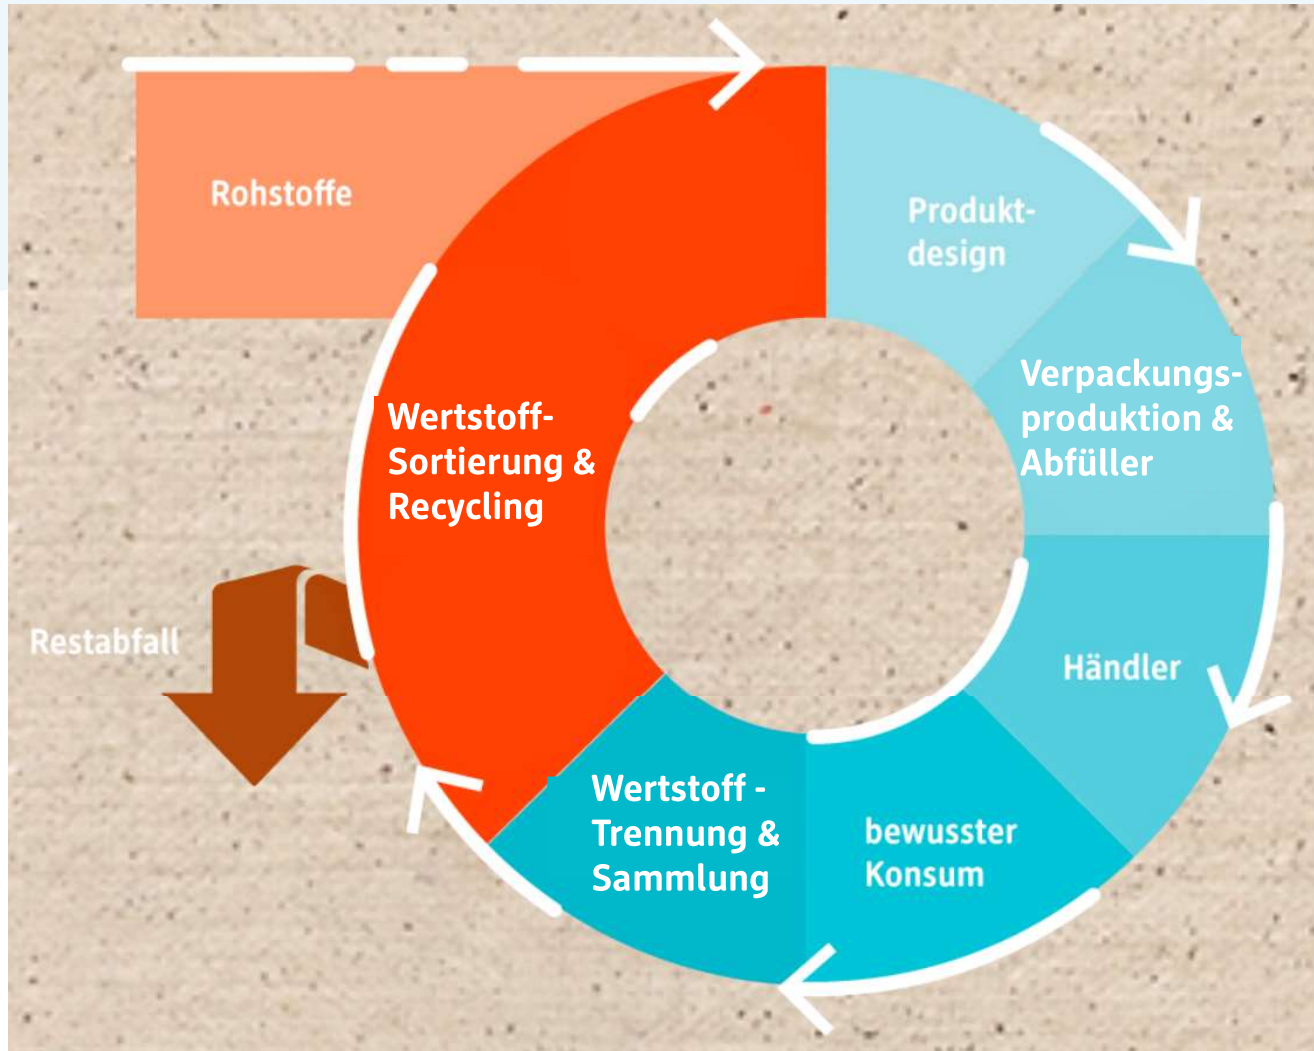 Rohstoffe
Produkt-
design
Verpackungs-
produktion &
Abfüller
Händler
bewusster
Konsum
Wertstoff -
Trennung &
Sammlung
Wertstoff-
Sortierung &
Recycling
Restabfall